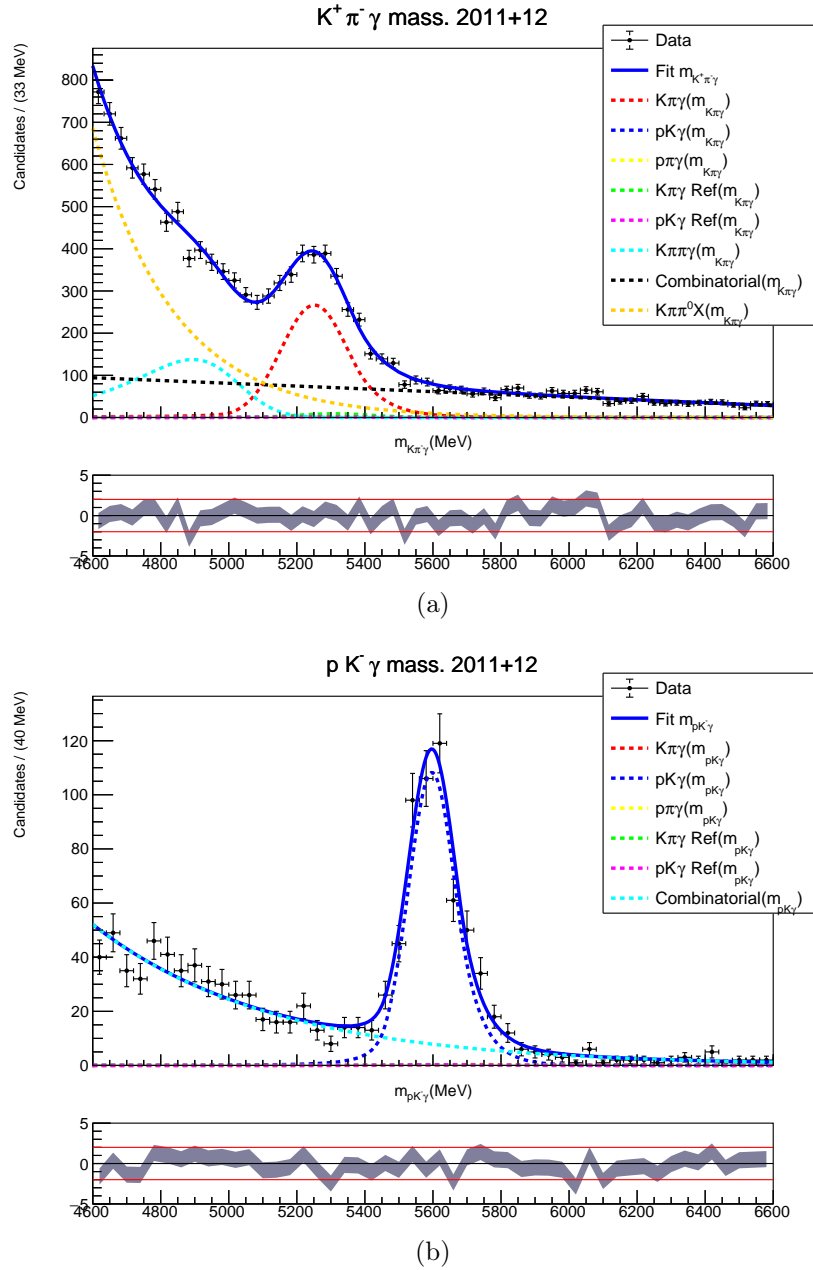 K⁺π⁻γ mass. 2011+12
Candidates / (33 MeV)
800
700
600
500
400
300
200
100
0
Data
Fit m_{K⁺π⁻γ}
Kπγ(m_{Kπγ})
pKγ(m_{Kπγ})
pπγ(m_{Kπγ})
Kπγ Ref(m_{Kπγ})
pKγ Ref(m_{Kπγ})
Kππγ(m_{Kπγ})
Combinatorial(m_{Kπγ})
Kππ⁰X(m_{Kπγ})
m_{Kπ⁻γ}(MeV)
5
0
−5
4600 4800 5000 5200 5400 5600 5800 6000 6200 6400 6600
(a)
p K⁻γ mass. 2011+12
Candidates / (40 MeV)
120
100
80
60
40
20
0
Data
Fit m_{pK⁻γ}
Kπγ(m_{pKγ})
pKγ(m_{pKγ})
pπγ(m_{pKγ})
Kπγ Ref(m_{pKγ})
pKγ Ref(m_{pKγ})
Combinatorial(m_{pKγ})
m_{pK⁻γ}(MeV)
5
0
−5
4600 4800 5000 5200 5400 5600 5800 6000 6200 6400 6600
(b)